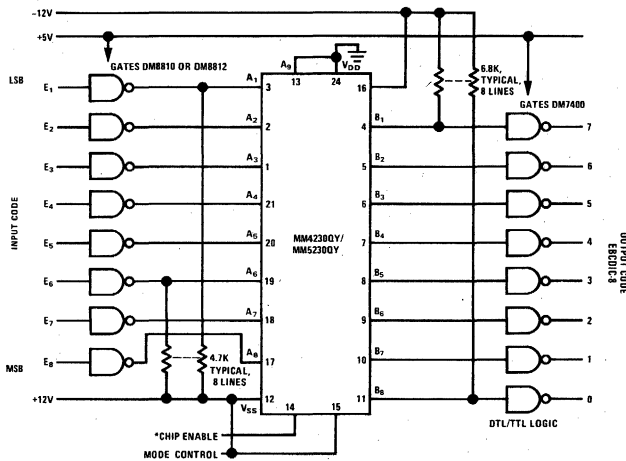 –12V
+5V
GATES DM8810 OR DM8812
A9
13
24
VDD
16
6.8K,
TYPICAL,
8 LINES
GATES DM7400
INPUT CODE
LSB
E1
A1
3
E2
A2
2
E3
A3
1
E4
A4
21
E5
A5
20
E6
A6
19
E7
A7
18
MSB
E8
A8
17
4.7K
TYPICAL,
8 LINES
+12V
VSS
12
14
15
*CHIP ENABLE
MODE CONTROL
MM4230QY/
MM5230QY
4
B1
7
5
B2
6
6
B3
5
7
B4
4
8
B5
3
9
B6
2
10
B7
1
11
B8
0
OUTPUT CODE
EBCDIC-8
DTL/TTL LOGIC